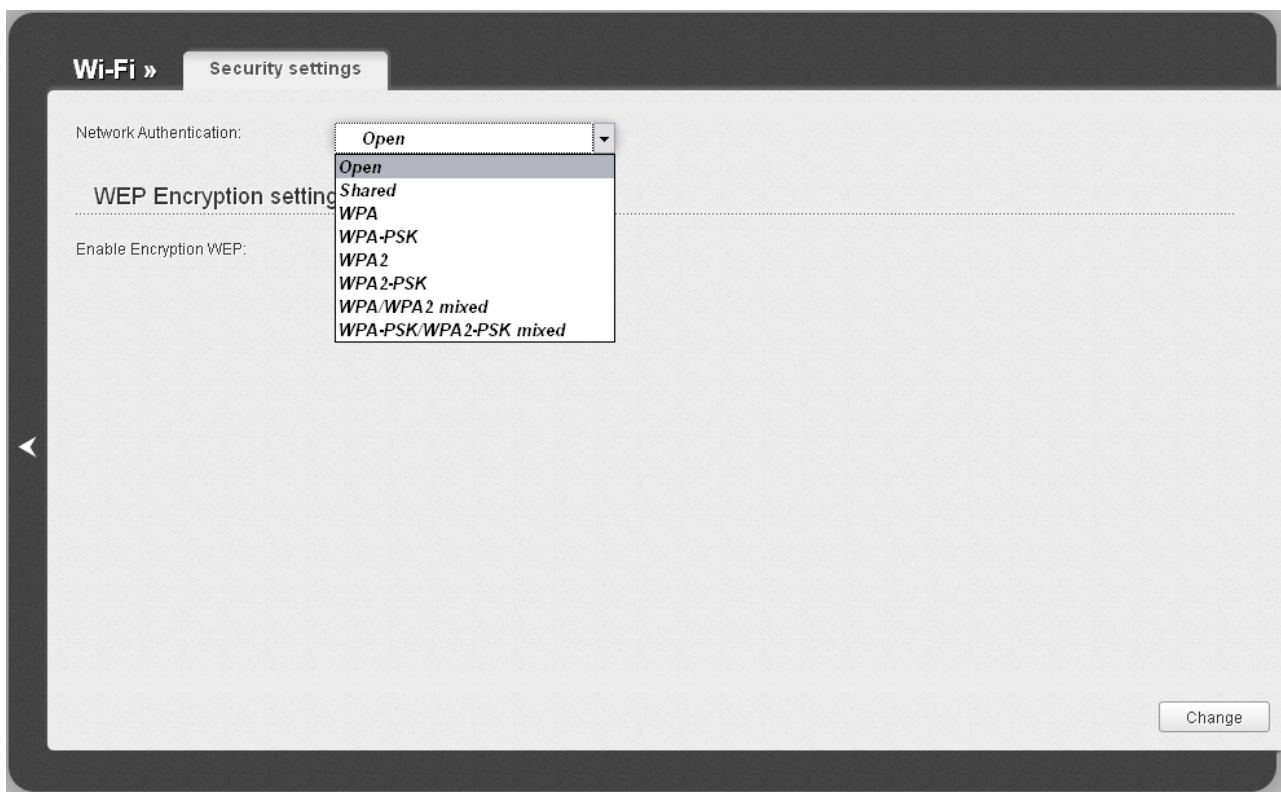 Wi-Fi » Security settings
Network Authentication: Open
Open
WEP Encryption setting
Shared
WPA
WPA-PSK
Enable Encryption WEP:
WPA2
WPA2-PSK
WPA/WPA2 mixed
WPA-PSK/WPA2-PSK mixed
Change